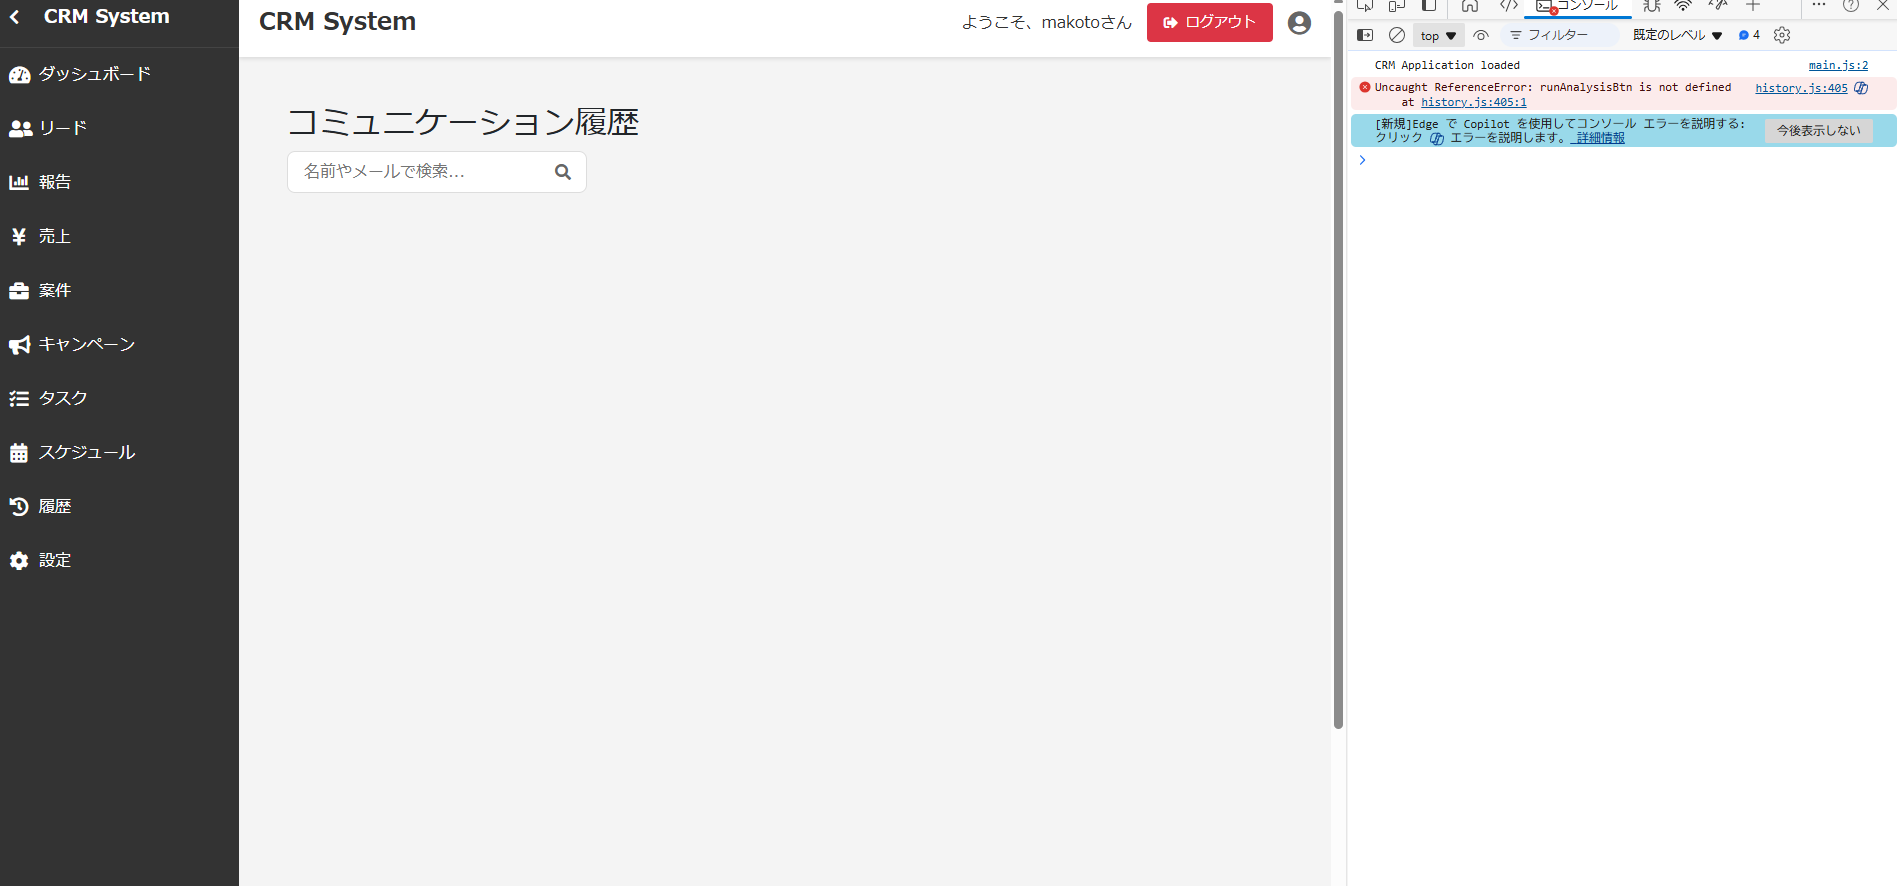 CRM System
ダッシュボード
リード
報告
売上
案件
キャンペーン
タスク
スケジュール
履歴
設定
CRM System
ようこそ、makotoさん
ログアウト
コミュニケーション履歴
名前やメールで検索...
コンソール
top
フィルター
既定のレベル
4
CRM Application loaded main.js:2
Uncaught ReferenceError: runAnalysisBtn is not defined history.js:405
at history.js:405:1
[新規]Edge で Copilot を使用してコンソール エラーを説明する:
クリック エラーを説明します。 詳細情報
今後表示しない